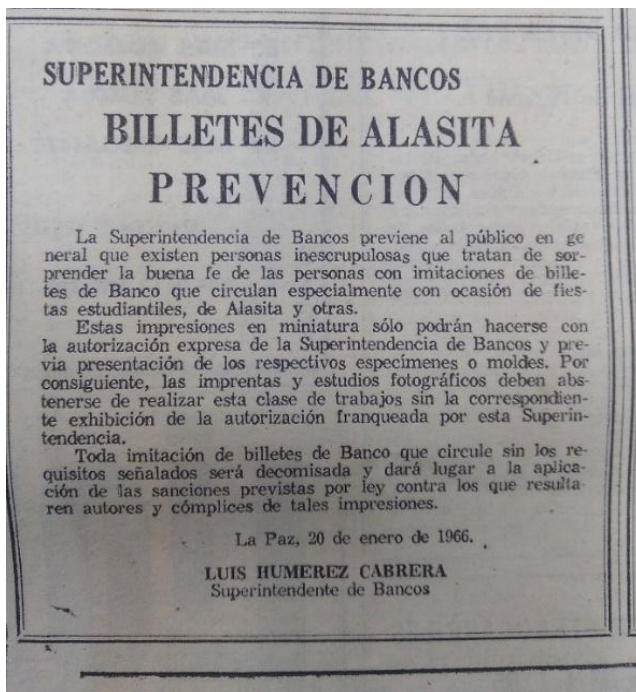 SUPERINTENDENCIA DE BANCOS
BILLETES DE ALASITA
PREVENCION
La Superintendencia de Bancos previene al público en ge
neral que existen personas inescrupulosas que tratan de sor-
prender la buena fe de las personas con imitaciones de bille-
tes de Banco que circulan especialmente con ocasión de fies-
tas estudiantiles, de Alasita y otras.
Estas impresiones en miniatura sólo podrán hacerse con
la autorización expresa de la Superintendencia de Bancos y pre-
via presentación de los respectivos especímenes o moldes. Por
consiguiente, las imprentas y estudios fotográficos deben abs-
tenerse de realizar esta clase de trabajos sin la correspondien-
te exhibición de la autorización franqueada por esta Superin-
tendencia.
Toda imitación de billetes de Banco que circule sin los re-
quisitos señalados será decomisada y dará lugar a la aplica-
ción de las sanciones previstas por ley contra los que resulta-
ren autores y cómplices de tales impresiones.
La Paz, 20 de enero de 1966.
LUIS HUMEREZ CABRERA
Superintendente de Bancos